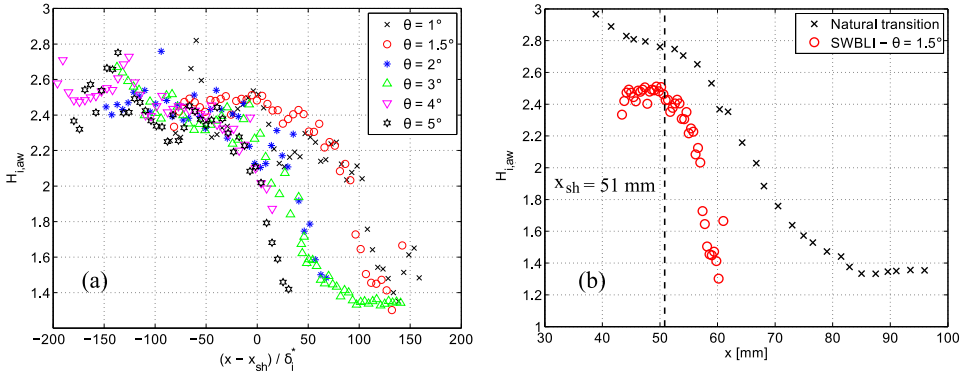 3
2.8
2.6
2.4
2.2
2
1.8
1.6
1.4
H_i,aw
−200 −150 −100 −50 0 50 100 150 200
(x − x_sh) / δ_i^*
(a)
θ = 1°
θ = 1.5°
θ = 2°
θ = 3°
θ = 4°
θ = 5°
3
2.8
2.6
2.4
2.2
2
1.8
1.6
1.4
1.2
1
H_i,aw
30 40 50 60 70 80 90 100
x [mm]
(b)
x_sh = 51 mm
Natural transition
SWBLI − θ = 1.5°